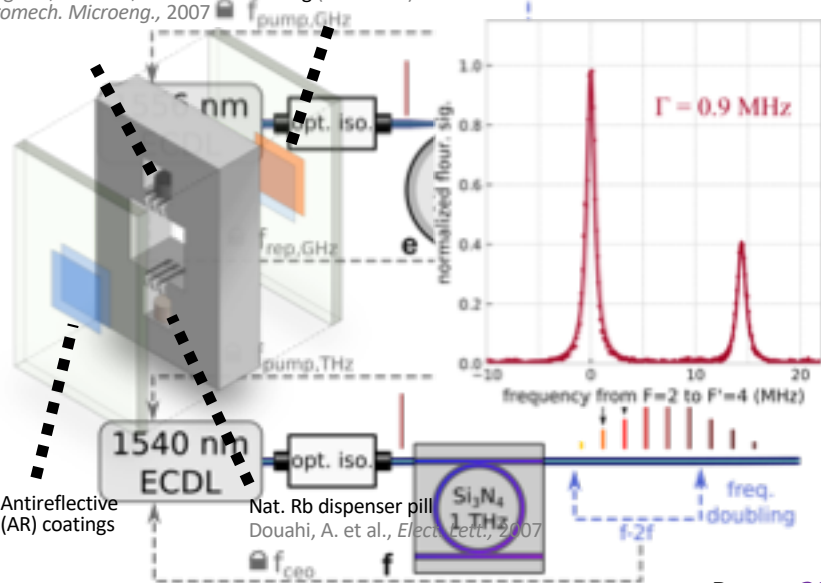 romech. Microeng., 2007
f_pump,GHz
556 nm
opt. iso.
f_rep,GHz
e
normalized flour. sig.
1.0
0.8
0.6
0.4
0.2
0.0
Γ = 0.9 MHz
−10
0
10
20
frequency from F=2 to F'=4 (MHz)
f_pump,THz
1540 nm
ECDL
opt. iso.
Si₃N₄
1 THz
freq.
doubling
f-2f
Antireflective
(AR) coatings
Nat. Rb dispenser pill
Douahi, A. et al., Elect. Lett., 2007
f_ceo
f